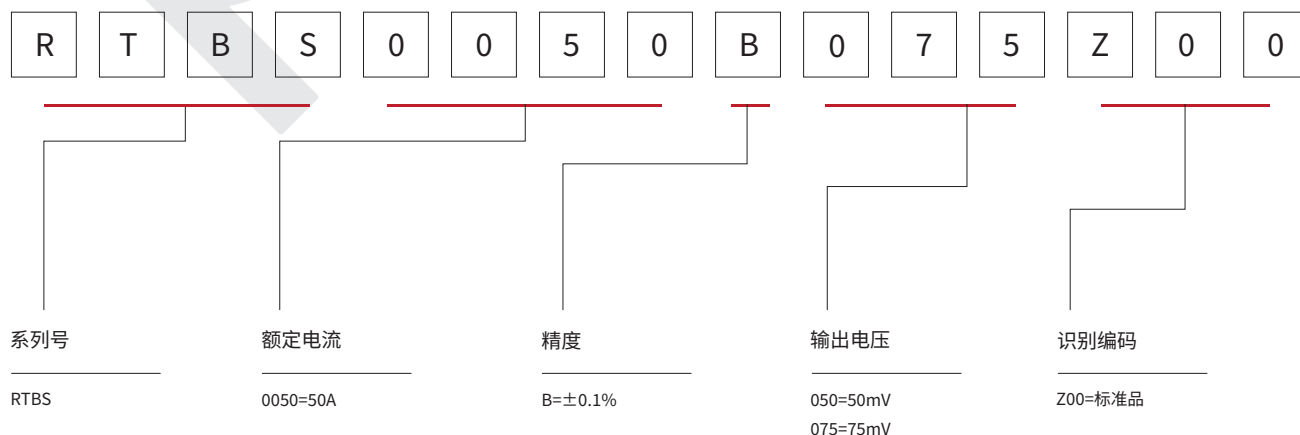 R T B S 0 0 5 0 B 0 7 5 Z 0 0
系列号 额定电流 精度 输出电压 识别编码
RTBS 0050=50A B=±0.1% 050=50mV Z00=标准品
075=75mV